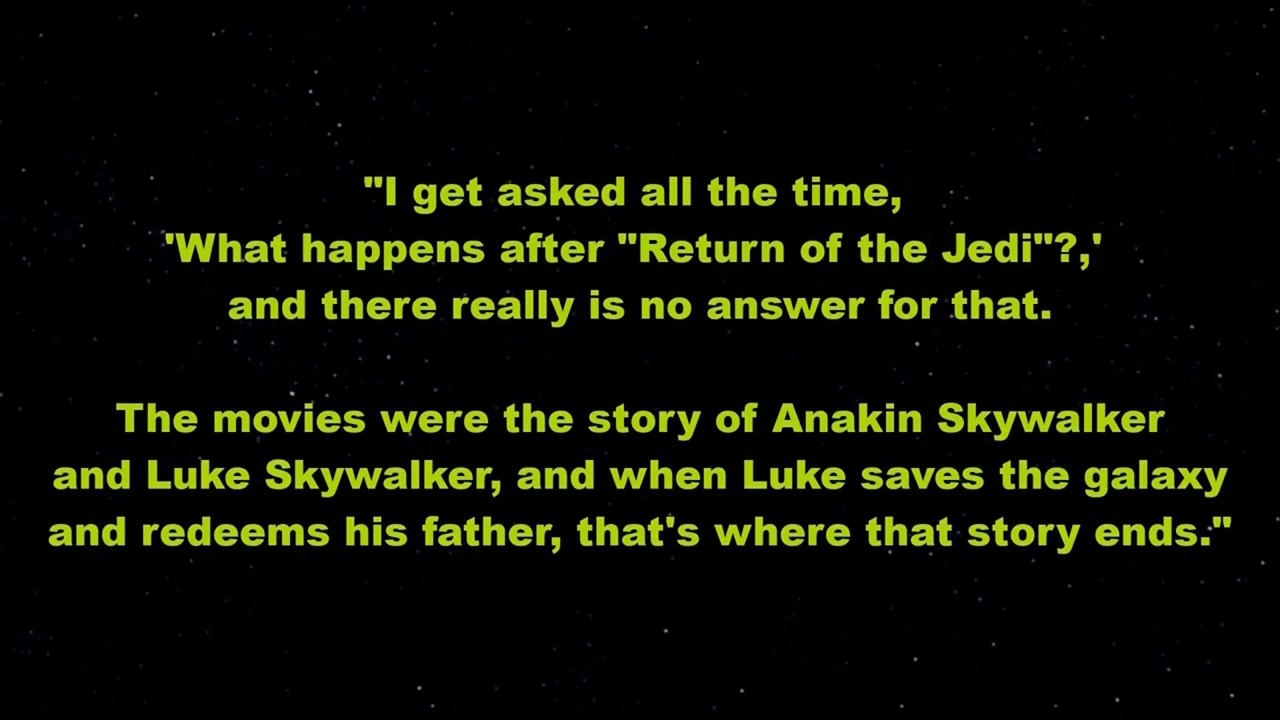 "I get asked all the time,
'What happens after "Return of the Jedi"?,'
and there really is no answer for that.
The movies were the story of Anakin Skywalker
and Luke Skywalker, and when Luke saves the galaxy
and redeems his father, that's where that story ends."